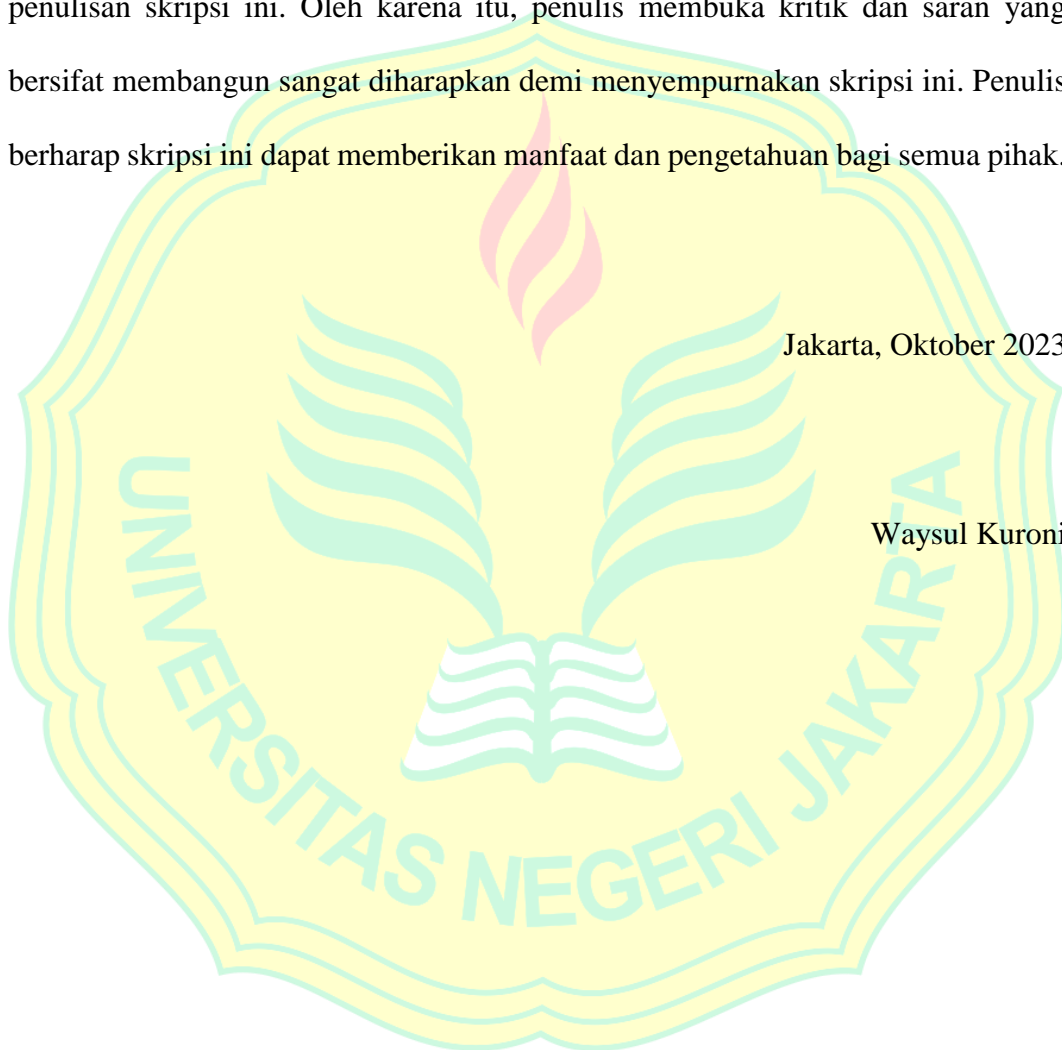 penulisan skripsi ini. Oleh karena itu, penulis membuka kritik dan saran yang
bersifat membangun sangat diharapkan demi menyempurnakan skripsi ini. Penulis
berharap skripsi ini dapat memberikan manfaat dan pengetahuan bagi semua pihak.
Jakarta, Oktober 2023
Waysul Kuroni
UNIVERSITAS NEGERI JAKARTA